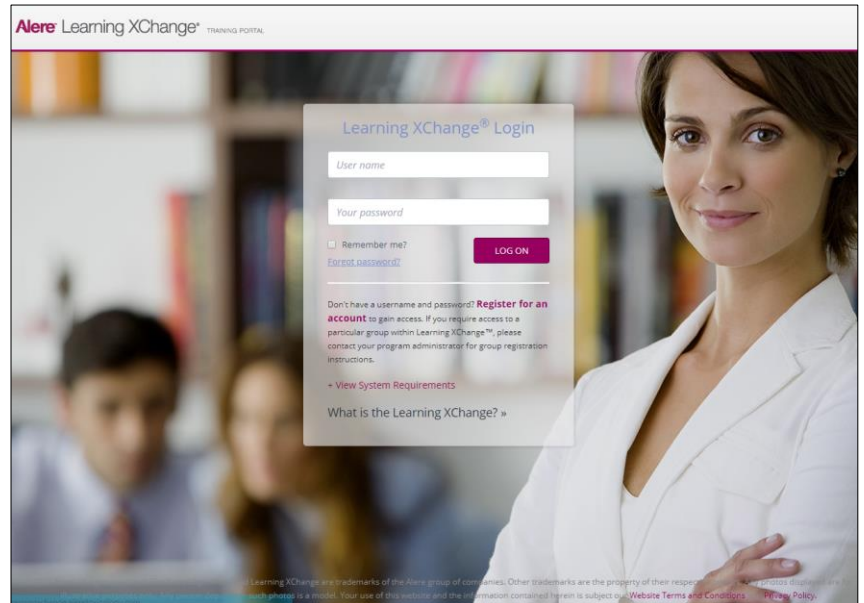 Alere™ Learning XChange® TRAINING PORTAL
Learning XChange® Login
User name
Your password
Remember me?
LOG ON
Forgot password?
Don't have a username and password? Register for an
account to gain access. If you require access to a
particular group within Learning XChange™, please
contact your program administrator for group registration
instructions.
+ View System Requirements
What is the Learning XChange? »
Learning XChange are trademarks of the Alere group of companies. Other trademarks are the property of their respective photos displayed are for
such photos is a model. Your use of this website and the information contained herein is subject our Website Terms and Conditions Privacy Policy.